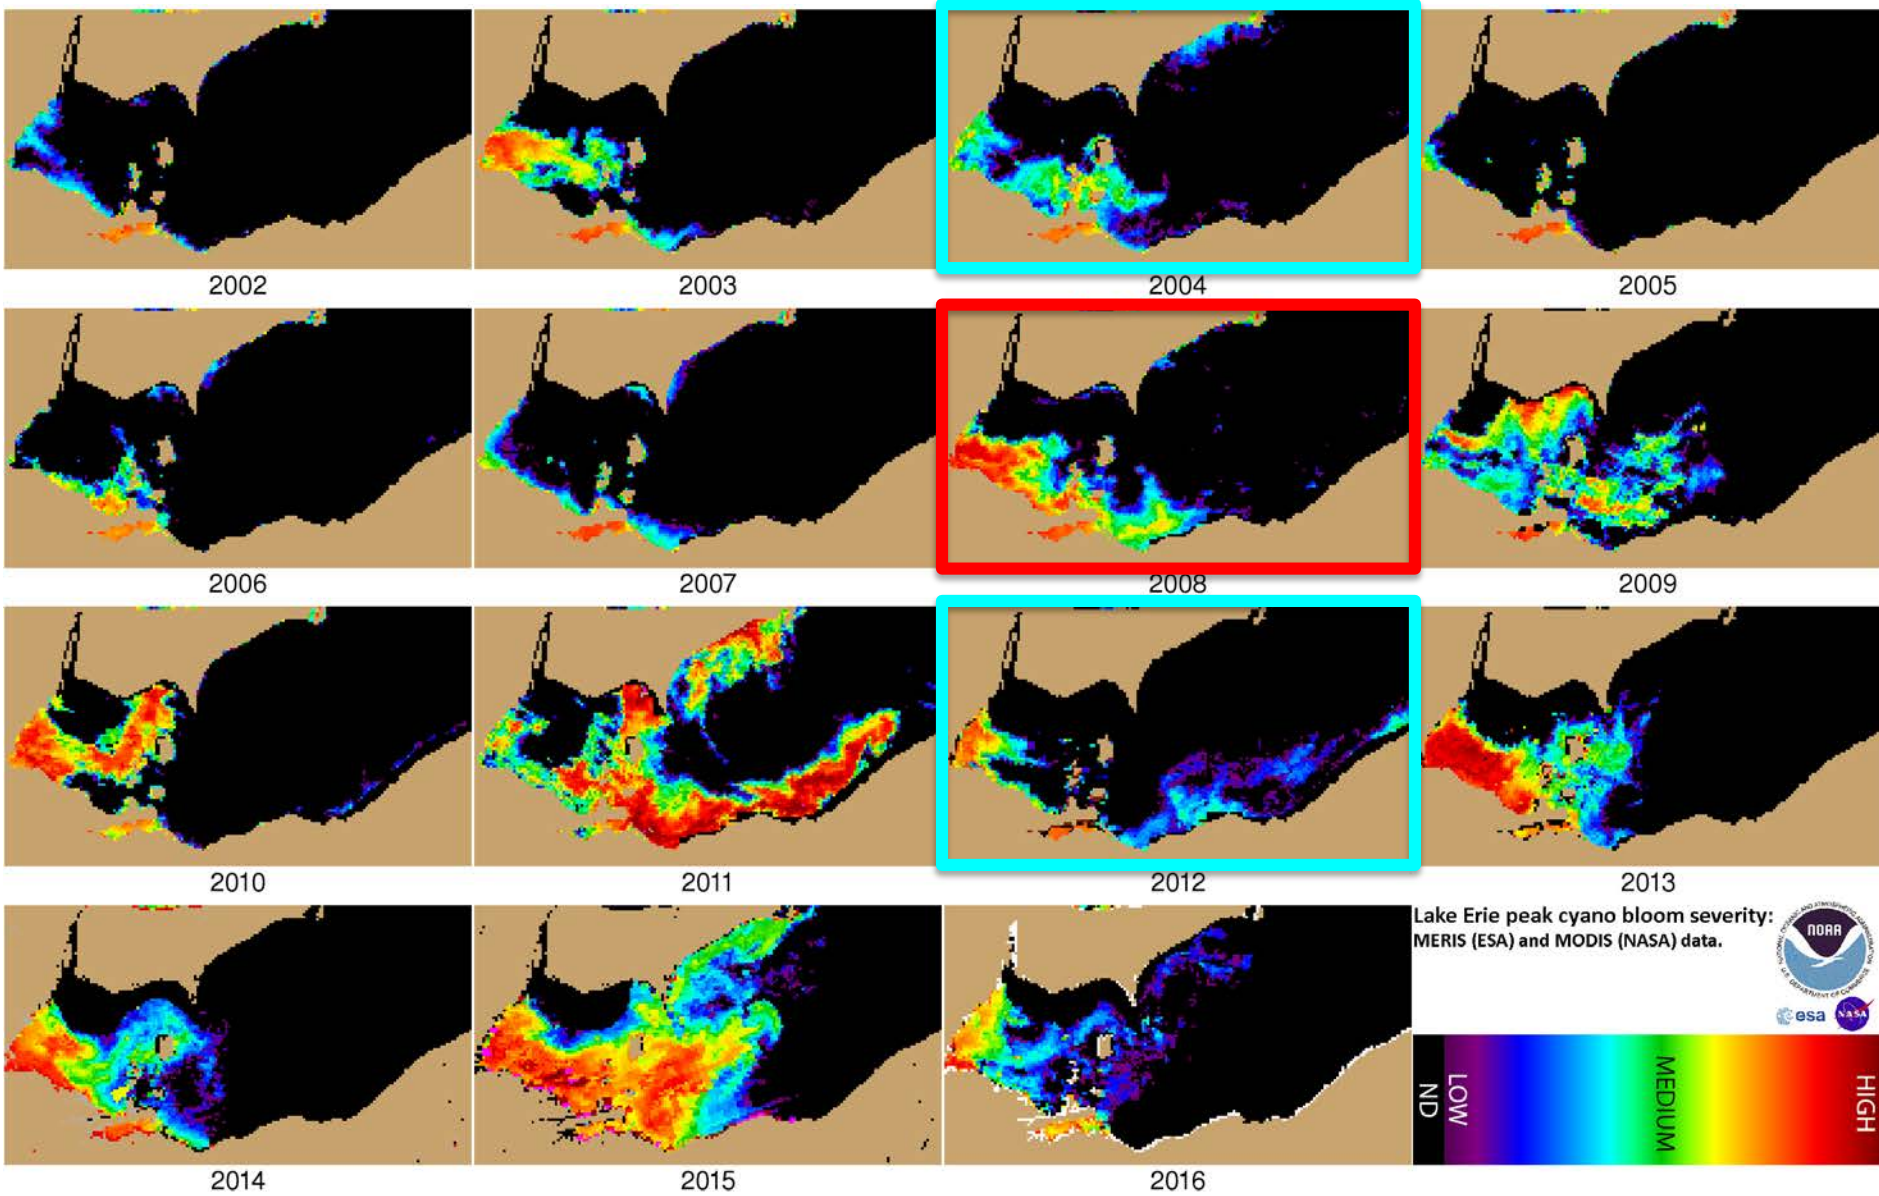 2002
2003
2004
2005
2006
2007
2008
2009
2010
2011
2012
2013
Lake Erie peak cyano bloom severity:
MERIS (ESA) and MODIS (NASA) data.
NOAA
esa
NASA
ND
LOW
MEDIUM
HIGH
2014
2015
2016